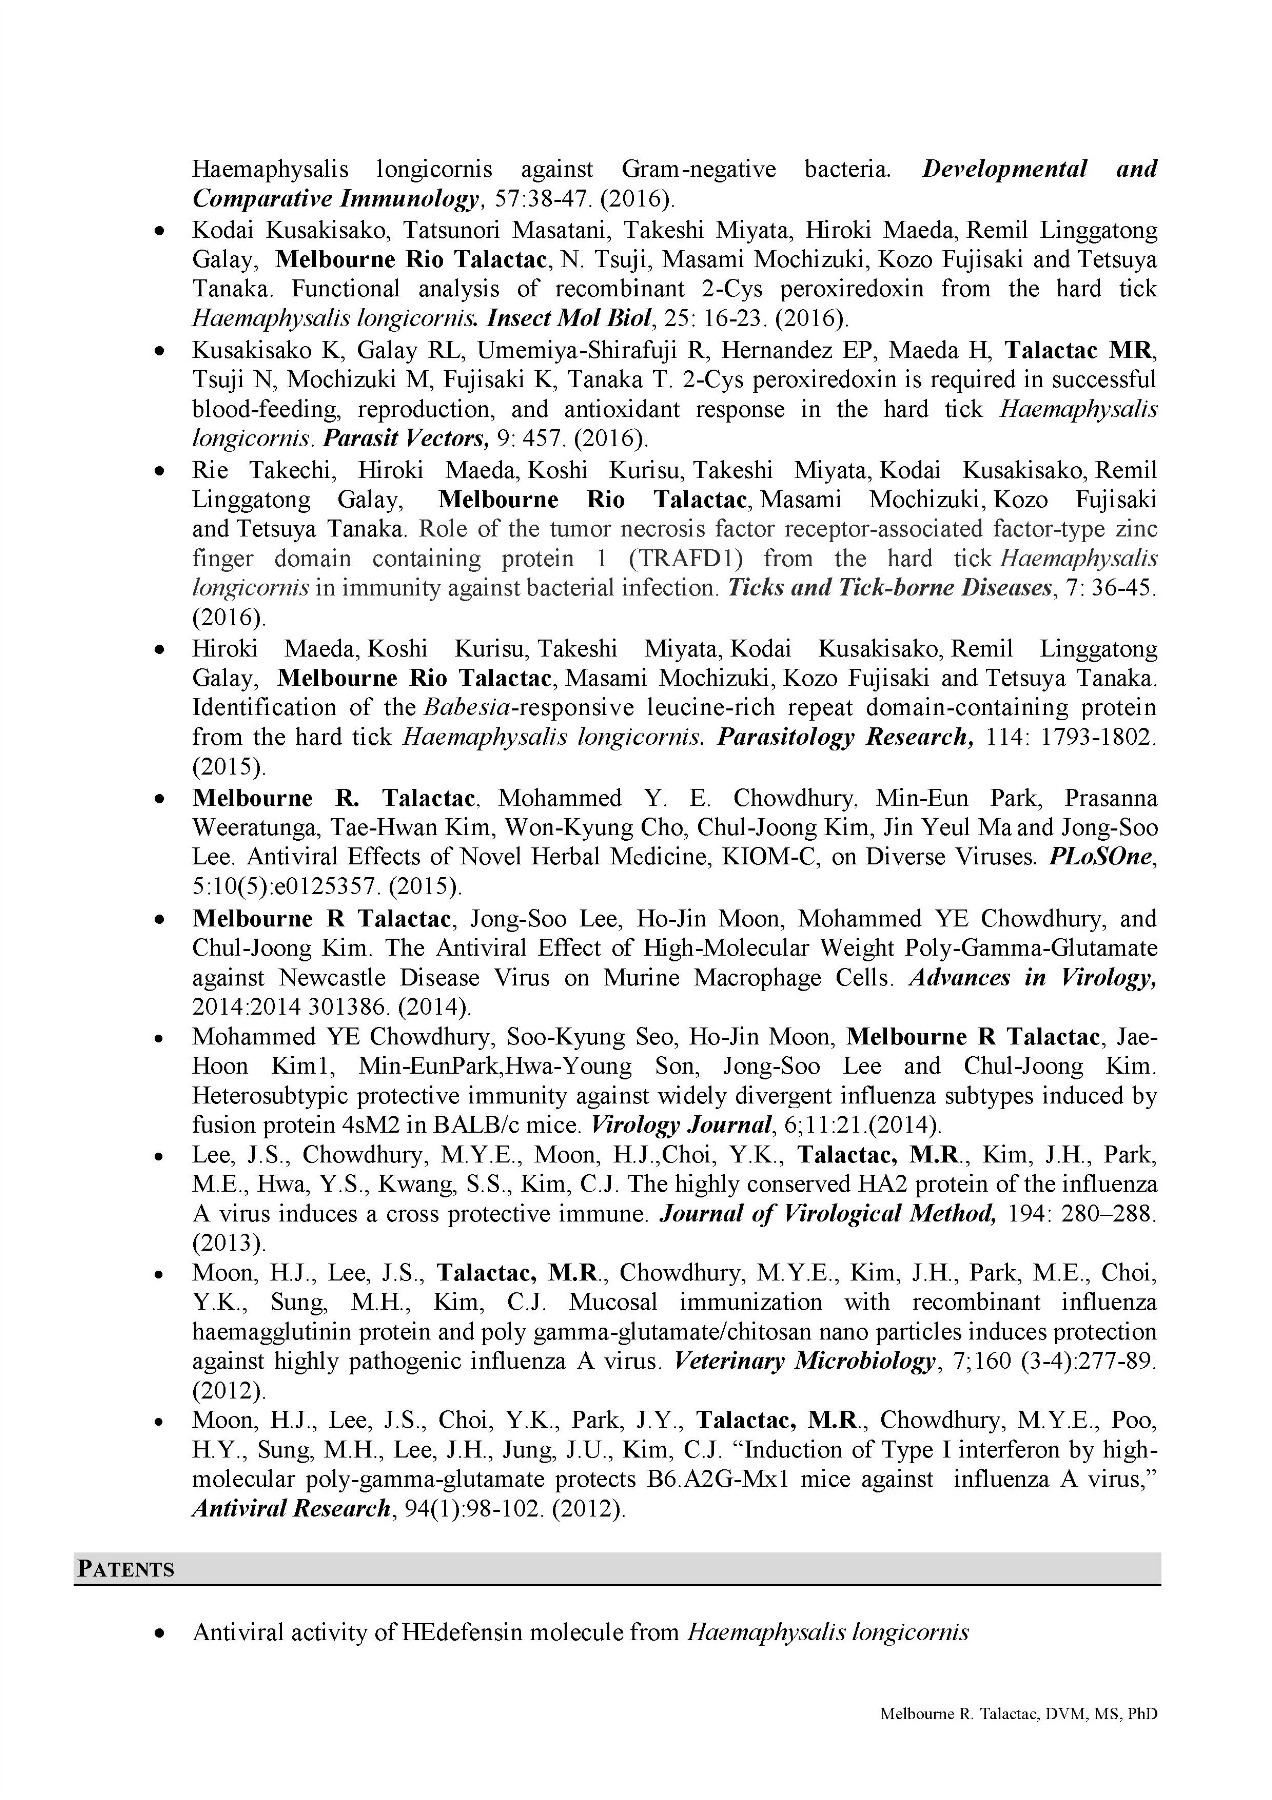 Haemaphysalis longicornis against Gram-negative bacteria. Developmental and
Comparative Immunology, 57:38-47. (2016).
• Kodai Kusakisako, Tatsunori Masatani, Takeshi Miyata, Hiroki Maeda, Remil Linggatong
Galay, Melbourne Rio Talactac, N. Tsuji, Masami Mochizuki, Kozo Fujisaki and Tetsuya
Tanaka. Functional analysis of recombinant 2-Cys peroxiredoxin from the hard tick
Haemaphysalis longicornis. Insect Mol Biol, 25: 16-23. (2016).
• Kusakisako K, Galay RL, Umemiya-Shirafuji R, Hernandez EP, Maeda H, Talactac MR,
Tsuji N, Mochizuki M, Fujisaki K, Tanaka T. 2-Cys peroxiredoxin is required in successful
blood-feeding, reproduction, and antioxidant response in the hard tick Haemaphysalis
longicornis. Parasit Vectors, 9: 457. (2016).
• Rie Takechi, Hiroki Maeda, Koshi Kurisu, Takeshi Miyata, Kodai Kusakisako, Remil
Linggatong Galay, Melbourne Rio Talactac, Masami Mochizuki, Kozo Fujisaki
and Tetsuya Tanaka. Role of the tumor necrosis factor receptor-associated factor-type zinc
finger domain containing protein 1 (TRAFD1) from the hard tick Haemaphysalis
longicornis in immunity against bacterial infection. Ticks and Tick-borne Diseases, 7: 36-45.
(2016).
• Hiroki Maeda, Koshi Kurisu, Takeshi Miyata, Kodai Kusakisako, Remil Linggatong
Galay, Melbourne Rio Talactac, Masami Mochizuki, Kozo Fujisaki and Tetsuya Tanaka.
Identification of the Babesia-responsive leucine-rich repeat domain-containing protein
from the hard tick Haemaphysalis longicornis. Parasitology Research, 114: 1793-1802.
(2015).
• Melbourne R. Talactac, Mohammed Y. E. Chowdhury, Min-Eun Park, Prasanna
Weeratunga, Tae-Hwan Kim, Won-Kyung Cho, Chul-Joong Kim, Jin Yeul Ma and Jong-Soo
Lee. Antiviral Effects of Novel Herbal Medicine, KIOM-C, on Diverse Viruses. PLoSOne,
5:10(5):e0125357. (2015).
• Melbourne R Talactac, Jong-Soo Lee, Ho-Jin Moon, Mohammed YE Chowdhury, and
Chul-Joong Kim. The Antiviral Effect of High-Molecular Weight Poly-Gamma-Glutamate
against Newcastle Disease Virus on Murine Macrophage Cells. Advances in Virology,
2014:2014 301386. (2014).
• Mohammed YE Chowdhury, Soo-Kyung Seo, Ho-Jin Moon, Melbourne R Talactac, Jae-
Hoon Kim1, Min-EunPark,Hwa-Young Son, Jong-Soo Lee and Chul-Joong Kim.
Heterosubtypic protective immunity against widely divergent influenza subtypes induced by
fusion protein 4sM2 in BALB/c mice. Virology Journal, 6;11:21.(2014).
• Lee, J.S., Chowdhury, M.Y.E., Moon, H.J.,Choi, Y.K., Talactac, M.R., Kim, J.H., Park,
M.E., Hwa, Y.S., Kwang, S.S., Kim, C.J. The highly conserved HA2 protein of the influenza
A virus induces a cross protective immune. Journal of Virological Method, 194: 280–288.
(2013).
• Moon, H.J., Lee, J.S., Talactac, M.R., Chowdhury, M.Y.E., Kim, J.H., Park, M.E., Choi,
Y.K., Sung, M.H., Kim, C.J. Mucosal immunization with recombinant influenza
haemagglutinin protein and poly gamma-glutamate/chitosan nano particles induces protection
against highly pathogenic influenza A virus. Veterinary Microbiology, 7;160 (3-4):277-89.
(2012).
• Moon, H.J., Lee, J.S., Choi, Y.K., Park, J.Y., Talactac, M.R., Chowdhury, M.Y.E., Poo,
H.Y., Sung, M.H., Lee, J.H., Jung, J.U., Kim, C.J. “Induction of Type I interferon by high-
molecular poly-gamma-glutamate protects B6.A2G-Mx1 mice against influenza A virus,”
Antiviral Research, 94(1):98-102. (2012).
PATENTS
• Antiviral activity of HEdefensin molecule from Haemaphysalis longicornis
Melbourne R. Talactac, DVM, MS, PhD